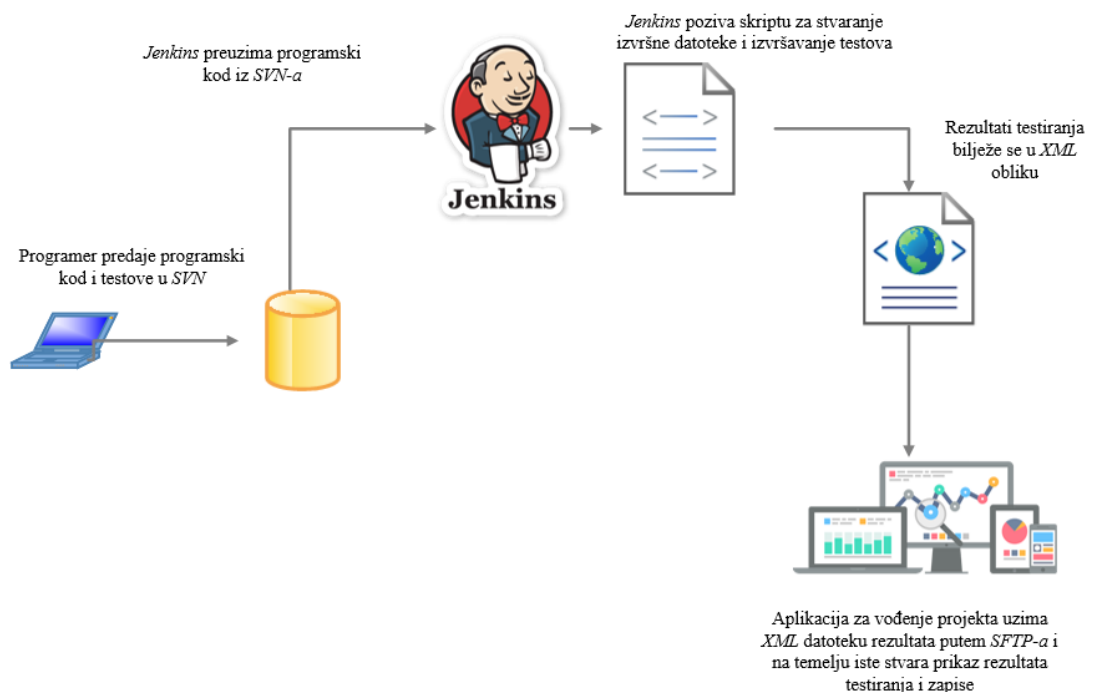 Jenkins poziva skriptu za stvaranje
izvršne datoteke i izvršavanje testova
Jenkins preuzima programski
kod iz SVN-a
Rezultati testiranja
bilježe se u XML
obliku
Jenkins
Programer predaje programski
kod i testove u SVN
Aplikacija za vođenje projekta uzima
XML datoteku rezultata putem SFTP-a i
na temelju iste stvara prikaz rezultata
testiranja i zapise